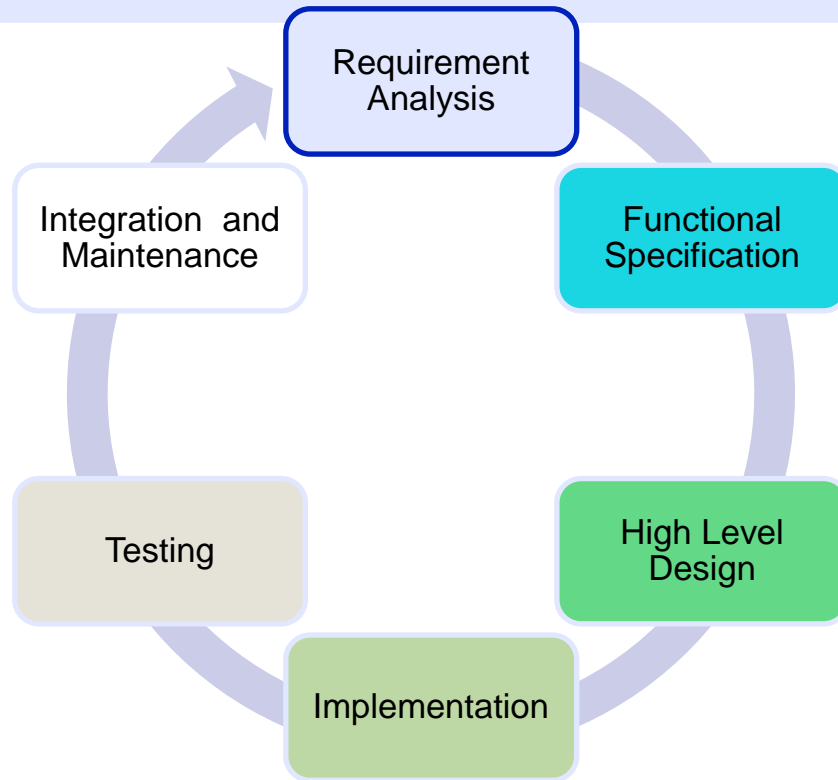 Requirement
Analysis
Functional
Specification
High Level
Design
Implementation
Testing
Integration and
Maintenance